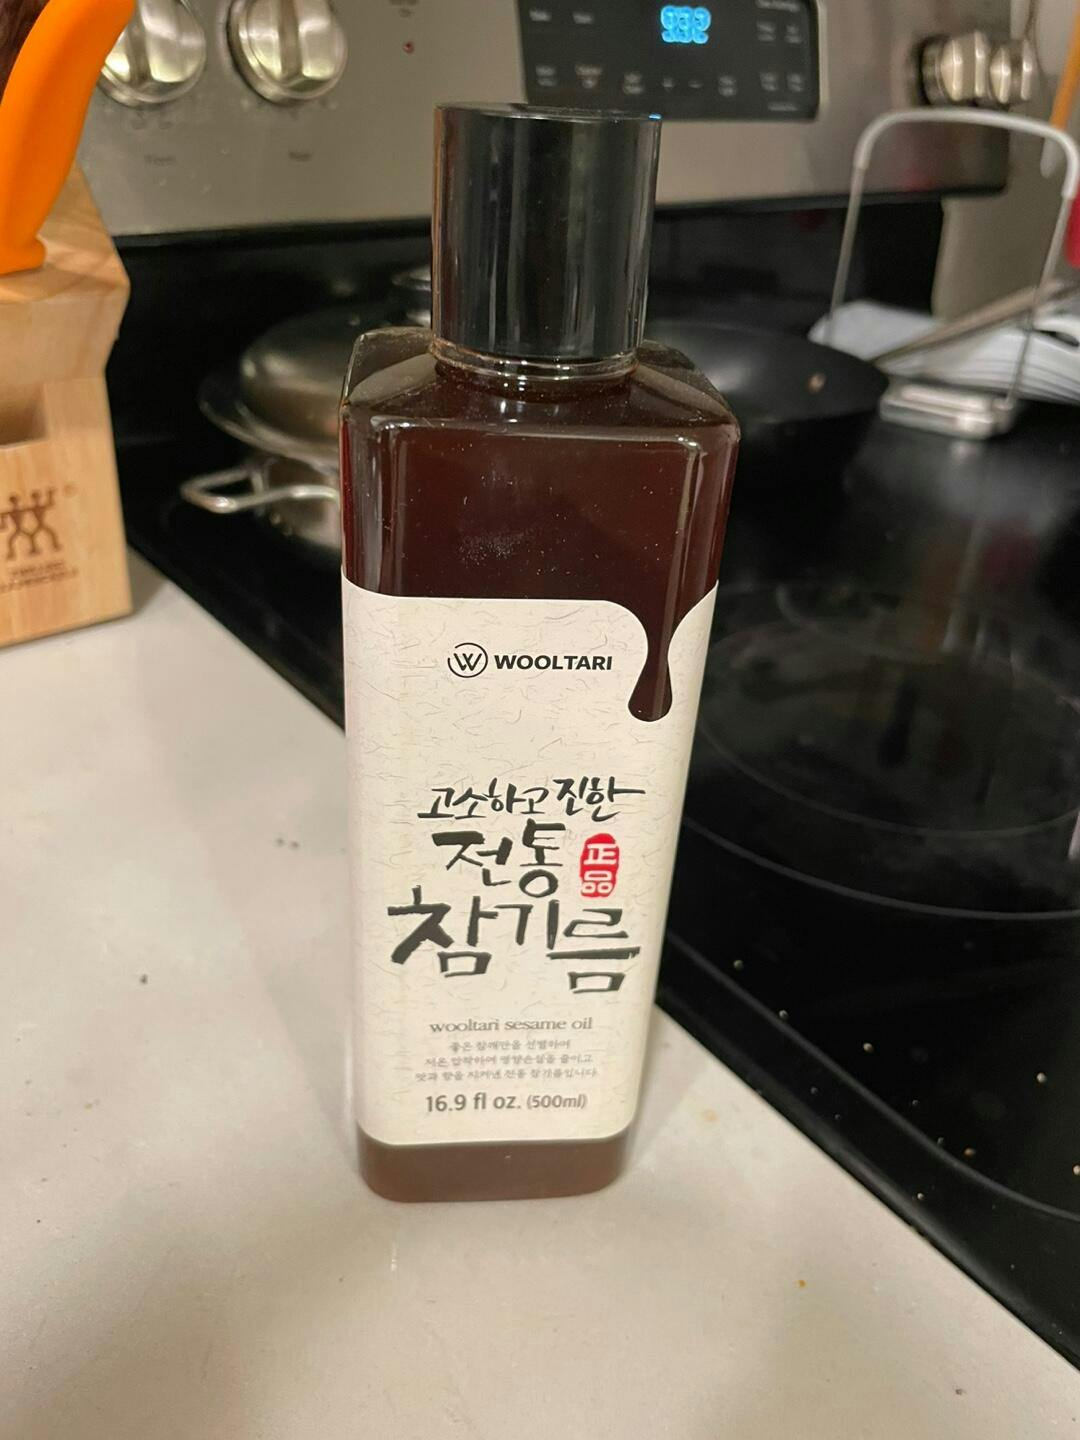 WOOLTARI
고소하고 진한
전통
正品
참기름
wooltari sesame oil
좋은 참깨만을 선별하여
저온 압착하여 영양손실을 줄이고
맛과 향을 지켜낸 전통 참기름입니다.
16.9 fl oz. (500ml)